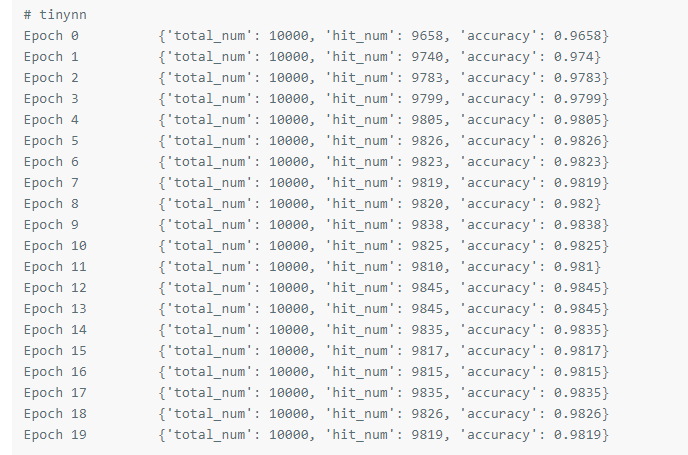 # tinynn
Epoch 0 {'total_num': 10000, 'hit_num': 9658, 'accuracy': 0.9658}
Epoch 1 {'total_num': 10000, 'hit_num': 9740, 'accuracy': 0.974}
Epoch 2 {'total_num': 10000, 'hit_num': 9783, 'accuracy': 0.9783}
Epoch 3 {'total_num': 10000, 'hit_num': 9799, 'accuracy': 0.9799}
Epoch 4 {'total_num': 10000, 'hit_num': 9805, 'accuracy': 0.9805}
Epoch 5 {'total_num': 10000, 'hit_num': 9826, 'accuracy': 0.9826}
Epoch 6 {'total_num': 10000, 'hit_num': 9823, 'accuracy': 0.9823}
Epoch 7 {'total_num': 10000, 'hit_num': 9819, 'accuracy': 0.9819}
Epoch 8 {'total_num': 10000, 'hit_num': 9820, 'accuracy': 0.982}
Epoch 9 {'total_num': 10000, 'hit_num': 9838, 'accuracy': 0.9838}
Epoch 10 {'total_num': 10000, 'hit_num': 9825, 'accuracy': 0.9825}
Epoch 11 {'total_num': 10000, 'hit_num': 9810, 'accuracy': 0.981}
Epoch 12 {'total_num': 10000, 'hit_num': 9845, 'accuracy': 0.9845}
Epoch 13 {'total_num': 10000, 'hit_num': 9845, 'accuracy': 0.9845}
Epoch 14 {'total_num': 10000, 'hit_num': 9835, 'accuracy': 0.9835}
Epoch 15 {'total_num': 10000, 'hit_num': 9817, 'accuracy': 0.9817}
Epoch 16 {'total_num': 10000, 'hit_num': 9815, 'accuracy': 0.9815}
Epoch 17 {'total_num': 10000, 'hit_num': 9835, 'accuracy': 0.9835}
Epoch 18 {'total_num': 10000, 'hit_num': 9826, 'accuracy': 0.9826}
Epoch 19 {'total_num': 10000, 'hit_num': 9819, 'accuracy': 0.9819}